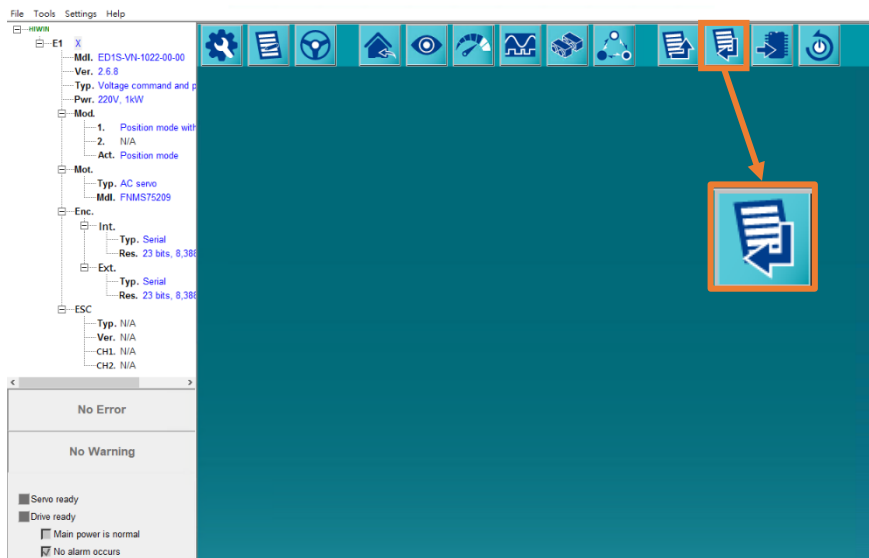 File Tools Settings Help
HIWIN
E1 X
Mdl. ED1S-VN-1022-00-00
Ver. 2.6.8
Typ. Voltage command and p
Pwr. 220V, 1kW
Mod.
1. Position mode with
2. N/A
Act. Position mode
Mot.
Typ. AC servo
Mdl. FNMS75209
Enc.
Int.
Typ. Serial
Res. 23 bits, 8,388
Ext.
Typ. Serial
Res. 23 bits, 8,388
ESC
Typ. N/A
Ver. N/A
CH1. N/A
CH2. N/A
No Error
No Warning
Servo ready
Drive ready
Main power is normal
No alarm occurs